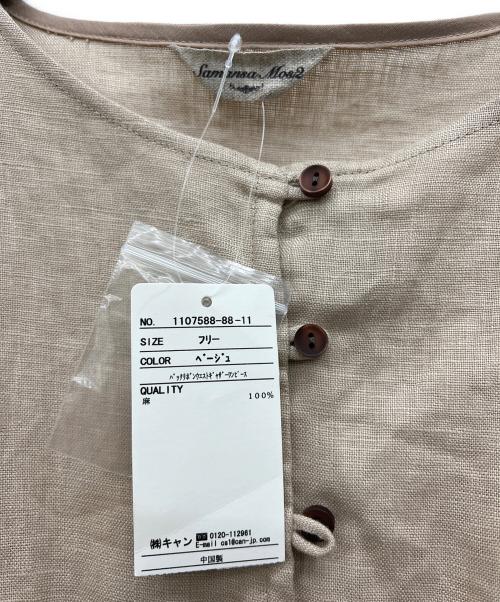 Samansa Mos2
NO. 1107588-88-11
SIZE フリー
COLOR ベージュ
バックリボンウエストギャザーワンピース
QUALITY
麻 100%
㈱キャン 0120-112961
E-mail cs1@can-jp.com
中国製